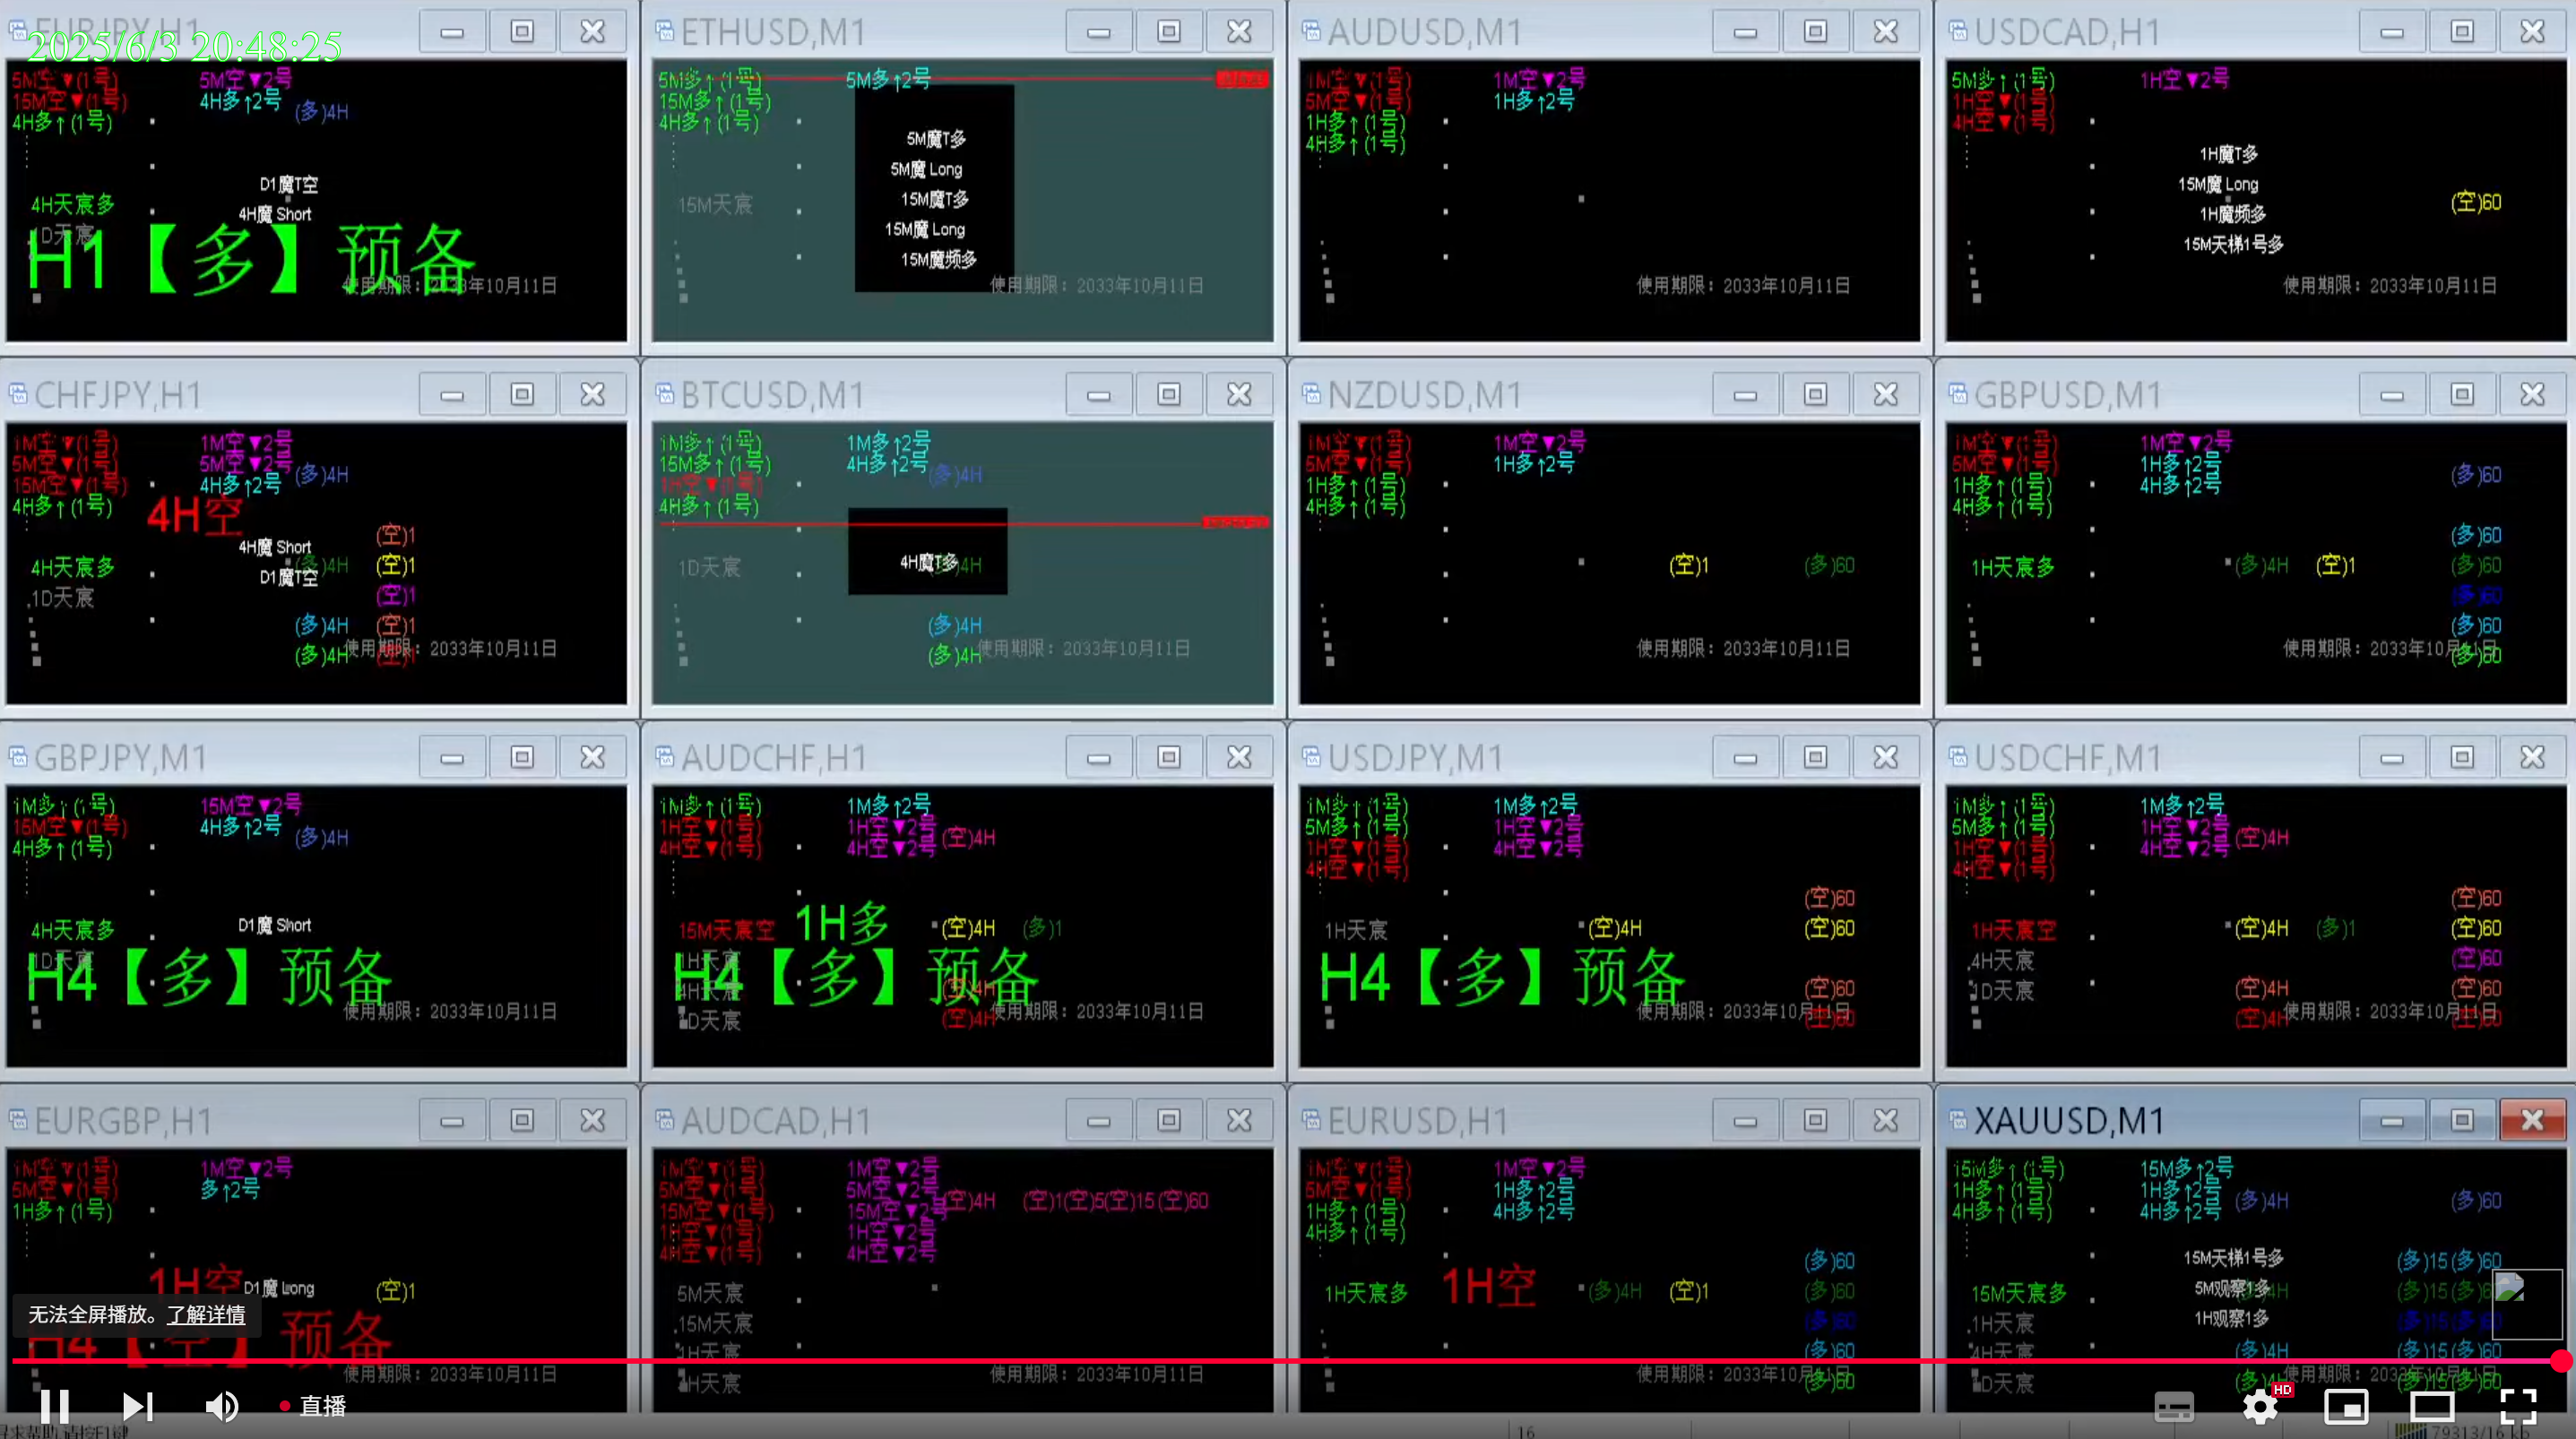 EURJPY,H1
2025/6/3 20:48:25
5M空▼(1号)
5M空▼2号
15M空▼(1号)
4H多↑2号
(多)4H
4H多↑(1号)
D1魔T空
4H天宸多
4H魔 Short
1D天宸
H1【多】预备
使用期限：2033年10月11日
ETHUSD,M1
5M多↑(1号)
5M多↑2号
15M多↑(1号)
4H多↑(1号)
5M魔T多
5M魔 Long
15M天宸
15M魔T多
15M魔 Long
15M魔频多
使用期限：2033年10月11日
AUDUSD,M1
1M空▼(1号)
1M空▼2号
5M空▼(1号)
1H多↑2号
1H多↑(1号)
4H多↑(1号)
使用期限：2033年10月11日
USDCAD,H1
5M多↑(1号)
1H空▼2号
1H空▼(1号)
4H空▼(1号)
1H魔T多
15M魔 Long
(空)60
1H魔频多
15M天梯1号多
使用期限：2033年10月11日
CHFJPY,H1
1M空▼(1号)
1M空▼2号
5M空▼(1号)
5M空▼2号
(多)4H
15M空▼(1号)
4H多↑2号
4H多↑(1号)
4H空
(空)1
4H魔 Short
4H天宸多
(多)4H
(空)1
D1魔T空
1D天宸
(空)1
(多)4H
(空)1
(多)4H
使用期限：2033年10月11日
BTCUSD,M1
1M多↑(1号)
1M多↑2号
15M多↑(1号)
4H多↑2号
(多)4H
1H空▼(1号)
4H多↑(1号)
1D天宸
4H魔T多
4H
(多)4H
(多)4H
使用期限：2033年10月11日
NZDUSD,M1
1M空▼(1号)
1M空▼2号
5M空▼(1号)
1H多↑2号
1H多↑(1号)
4H多↑(1号)
(空)1
(多)60
使用期限：2033年10月11日
GBPUSD,M1
1M空▼(1号)
1M空▼2号
5M空▼(1号)
1H多↑2号
(多)60
1H多↑(1号)
4H多↑2号
4H多↑(1号)
(多)60
1H天宸多
(多)4H
(空)1
(多)60
(多)60
(多)60
使用期限：2033年10月11日
(多)60
GBPJPY,M1
1M多↑(1号)
15M空▼2号
15M空▼(1号)
4H多↑2号
(多)4H
4H多↑(1号)
4H天宸多
D1魔 Short
1D天宸
H4【多】预备
使用期限：2033年10月11日
AUDCHF,H1
1M多↑(1号)
1M多↑2号
1H空▼(1号)
1H空▼2号
(空)4H
4H空▼(1号)
4H空▼2号
15M天宸空
1H多
(空)4H
(多)1
1H天宸
H4【多】预备
4H天宸
(空)4H
1D天宸
(空)4H
使用期限：2033年10月11日
USDJPY,M1
1M多↑(1号)
1M多↑2号
5M多↑(1号)
1H空▼2号
1H空▼(1号)
4H空▼2号
4H空▼(1号)
(空)60
1H天宸
(空)4H
(空)60
H4【多】预备
(空)60
使用期限：2033年10月11日
USDCHF,M1
1M多↑(1号)
1M多↑2号
5M多↑(1号)
1H空▼2号
(空)4H
1H空▼(1号)
4H空▼2号
4H空▼(1号)
(空)60
1H天宸空
(空)4H
(多)1
(空)60
4H天宸
(空)60
1D天宸
(空)4H
(空)60
(空)4H
使用期限：2033年10月11日
EURGBP,H1
1M空▼(1号)
1M空▼2号
5M空▼(1号)
多↑2号
1H多↑(1号)
1H空
D1魔 Long
(空)1
无法全屏播放。了解详情
H4【空】预备
使用期限：2033年10月11日
AUDCAD,H1
1M空▼(1号)
1M空▼2号
5M空▼(1号)
5M空▼2号
(空)4H
(空)1(空)5(空)15(空)60
15M空▼(1号)
15M空▼2号
1H空▼(1号)
1H空▼2号
4H空▼(1号)
4H空▼2号
5M天宸
15M天宸
1H天宸
4H天宸
使用期限：2033年10月11日
EURUSD,H1
1M空▼(1号)
1M空▼2号
5M空▼(1号)
1H多↑2号
1H多↑(1号)
4H多↑2号
4H多↑(1号)
(多)60
1H天宸多
1H空
(多)4H
(空)1
(多)60
(多)60
(多)60
使用期限：2033年10月11日
(多)60
XAUUSD,M1
15M多↑(1号)
15M多↑2号
1H多↑(1号)
1H多↑2号
(多)4H
(多)60
4H多↑(1号)
4H多↑2号
15M天梯1号多
(多)15(多)60
15M天宸多
5M观察1多
4H
(多)15(多)6
1H天宸
1H观察1多
(多)15(多)6
4H天宸
(多)4H
(多)15(多)60
1D天宸
使用期限：2033年10月11日
直播
HD
16
79313/16 kb